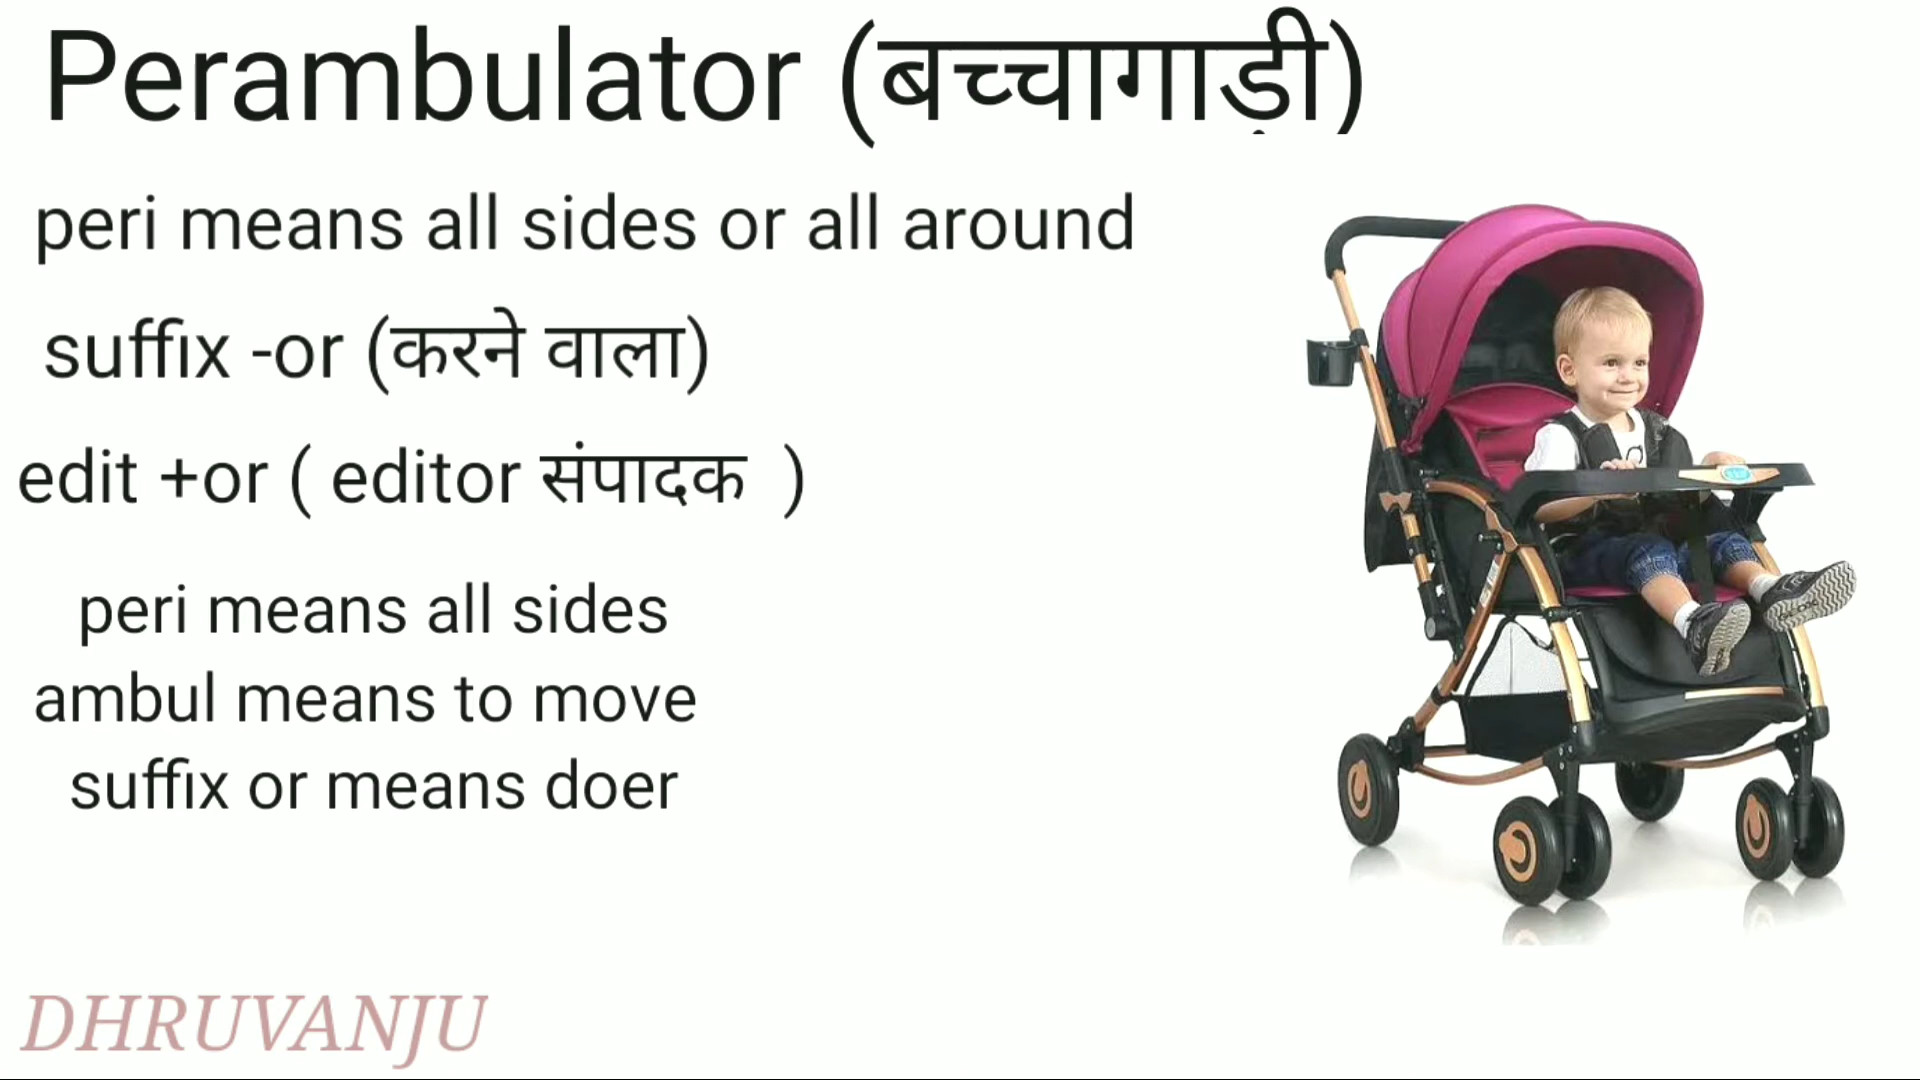 Perambulator (बच्चागाड़ी)
peri means all sides or all around
suffix -or (करने वाला)
edit +or ( editor संपादक )
peri means all sides
ambul means to move
suffix or means doer
DHRUVANJU